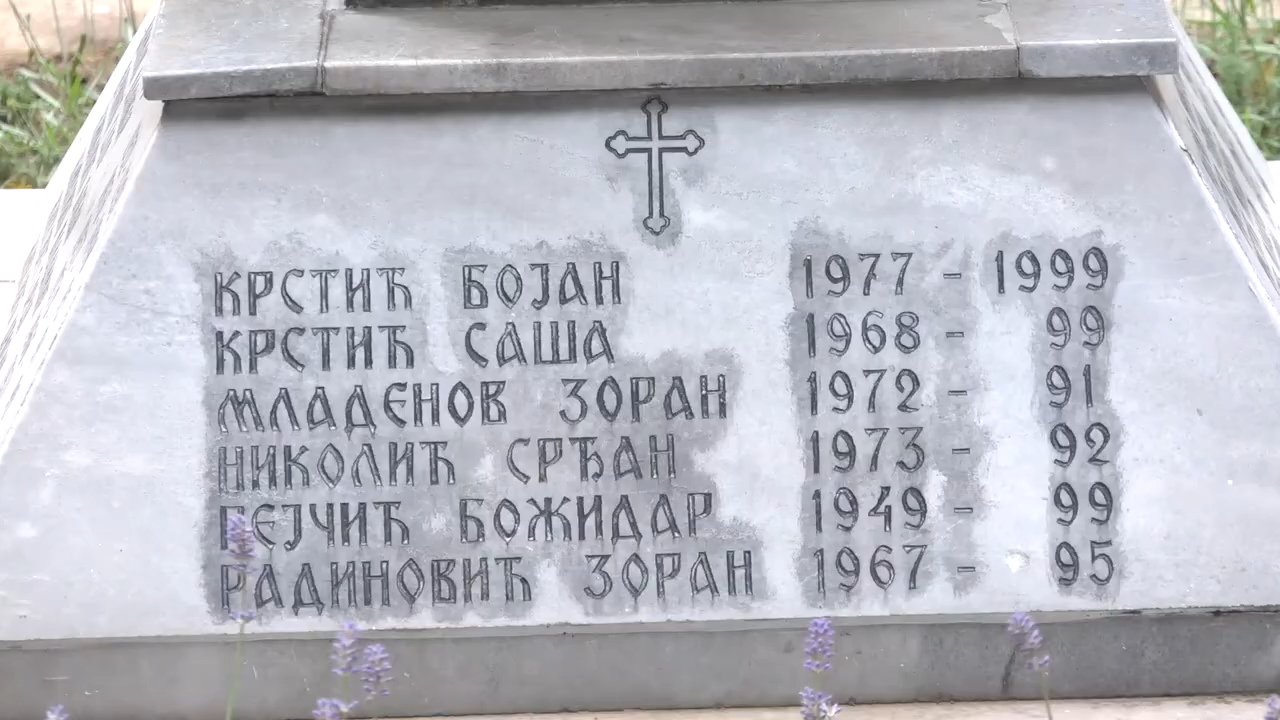 КРСТИЋ БОЈАН 1977 - 1999
КРСТИЋ САША 1968 - 99
МЛАДЕНОВ ЗОРАН 1972 - 91
НИКОЛИЋ СРЂАН 1973 - 92
ГЕЈЧИЋ БОЖИДАР 1949 - 99
РАДИНОВИЋ ЗОРАН 1967 - 95